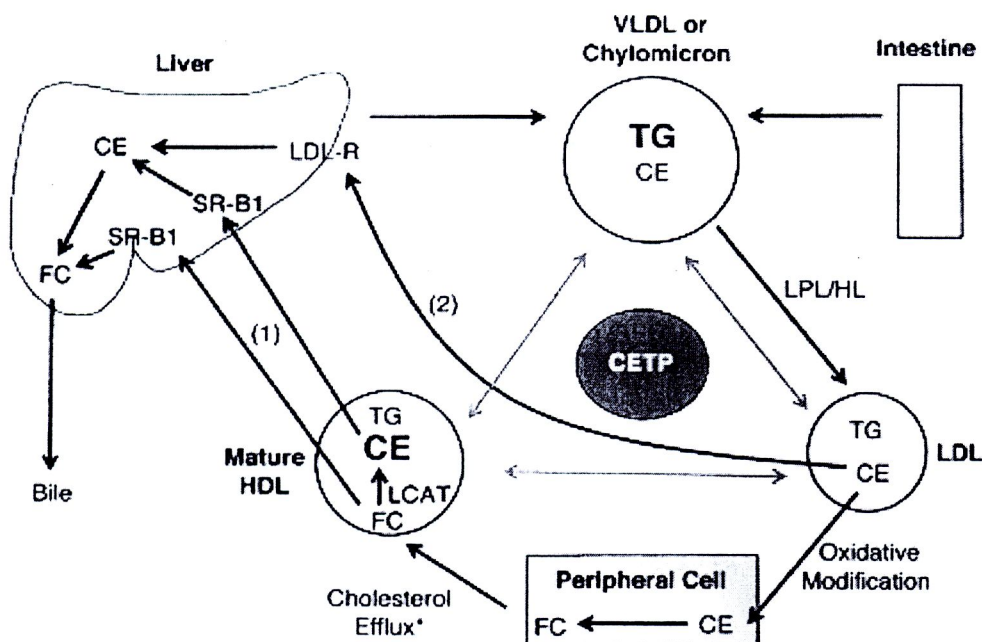 VLDL or
Chylomicron
Intestine
Liver
TG
CE
CE
LDL-R
SR-B1
SR-B1
FC
(1)
(2)
LPL/HL
CETP
TG
CE
LCAT
FC
Mature
HDL
TG
CE
LDL
Bile
Cholesterol
Efflux*
Peripheral Cell
FC
CE
Oxidative
Modification